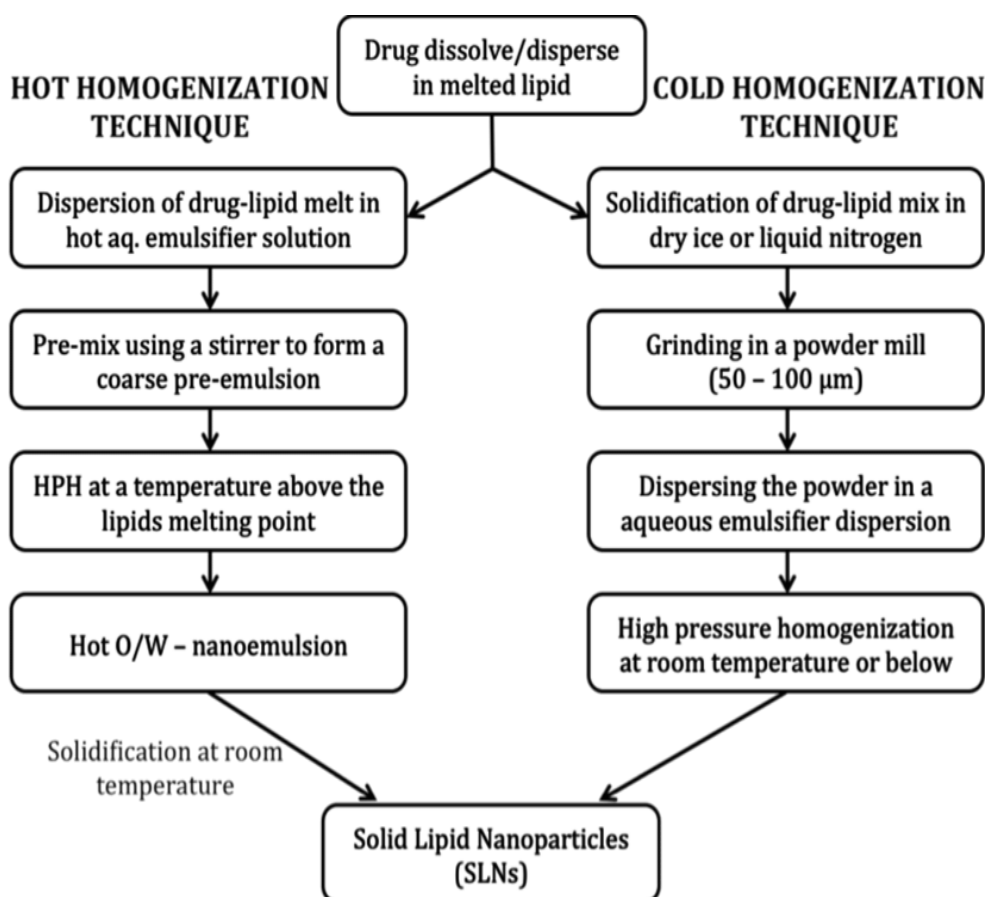 Drug dissolve/disperse
in melted lipid
HOT HOMOGENIZATION
TECHNIQUE
COLD HOMOGENIZATION
TECHNIQUE
Dispersion of drug-lipid melt in
hot aq. emulsifier solution
Pre-mix using a stirrer to form a
coarse pre-emulsion
HPH at a temperature above the
lipids melting point
Hot O/W – nanoemulsion
Solidification at room
temperature
Solidification of drug-lipid mix in
dry ice or liquid nitrogen
Grinding in a powder mill
(50 – 100 µm)
Dispersing the powder in a
aqueous emulsifier dispersion
High pressure homogenization
at room temperature or below
Solid Lipid Nanoparticles
(SLNs)